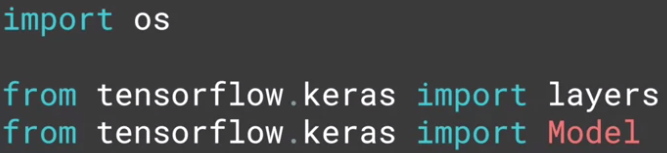 import os
from tensorflow.keras import layers
from tensorflow.keras import Model